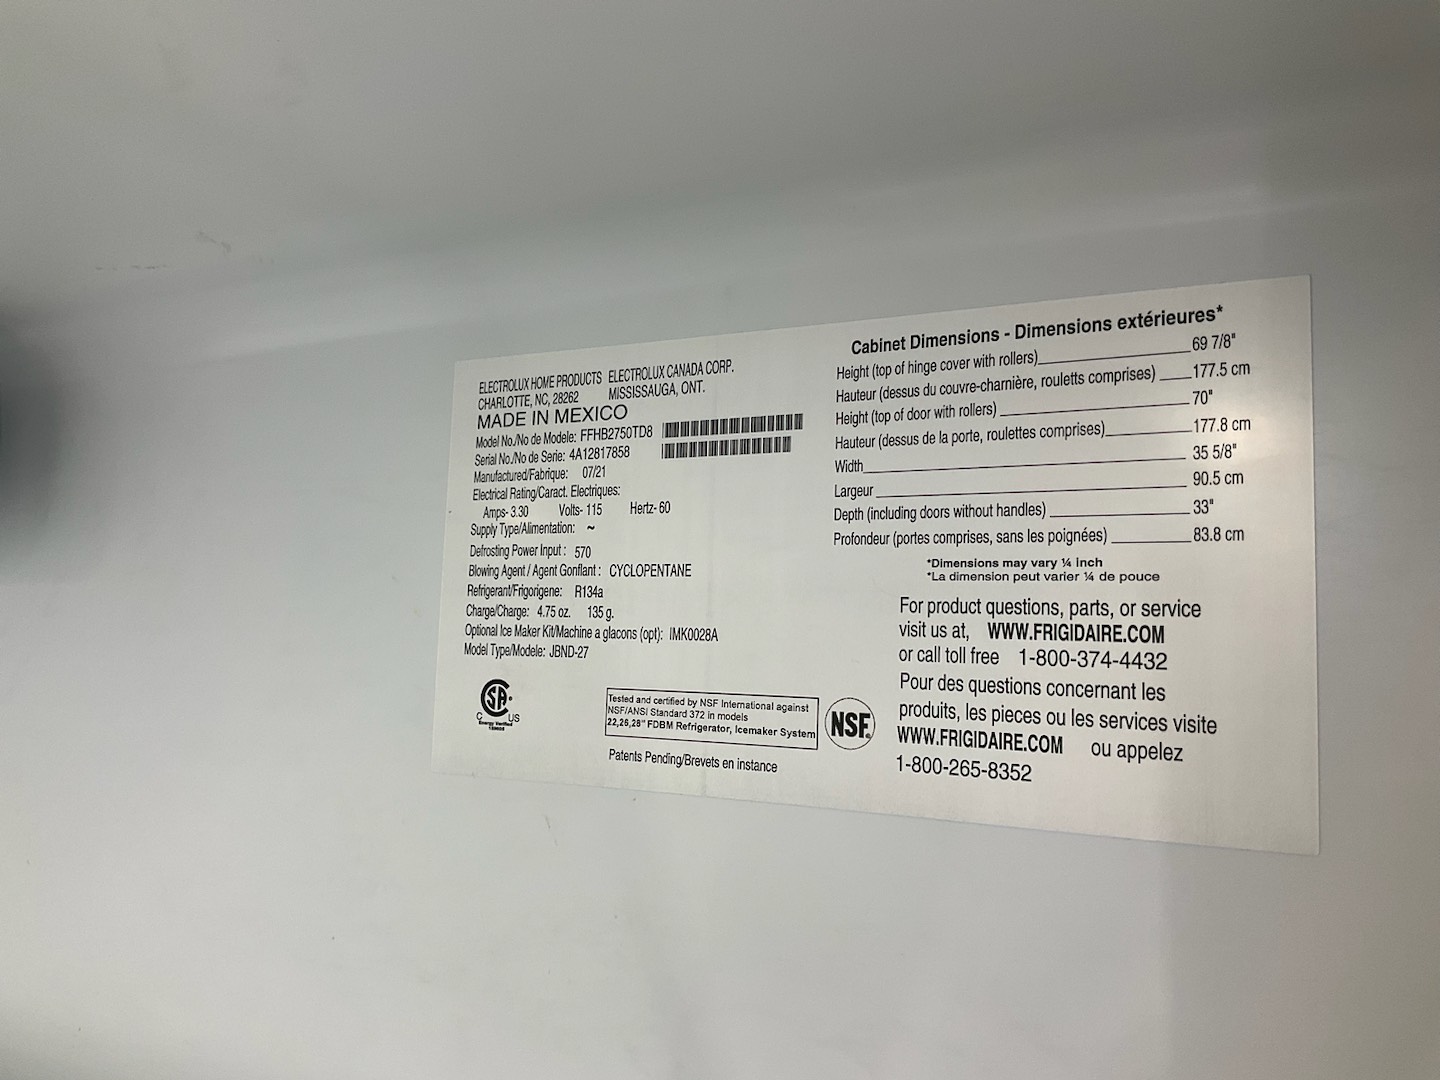 ELECTROLUX HOME PRODUCTS ELECTROLUX CANADA CORP.
CHARLOTTE, NC, 28262 MISSISSAUGA, ONT.
MADE IN MEXICO
Model No./No de Modele: FFHB2750TD8
Serial No./No de Serie: 4A12817858
Manufactured/Fabrique: 07/21
Electrical Rating/Caract. Electriques:
Amps- 3.30 Volts- 115 Hertz- 60
Supply Type/Alimentation: ~
Defrosting Power Input : 570
Blowing Agent / Agent Gonflant : CYCLOPENTANE
Refrigerant/Frigorigene: R134a
Charge/Charge: 4.75 oz. 135 g.
Optional Ice Maker Kit/Machine a glacons (opt): IMK0028A
Model Type/Modele: JBND-27
C SA US
Energy Verified
Tested and certified by NSF International against
NSF/ANSI Standard 372 in models
22,26,28" FDBM Refrigerator, Icemaker System
NSF®
Patents Pending/Brevets en instance
Cabinet Dimensions - Dimensions extérieures*
Height (top of hinge cover with rollers) 69 7/8"
Hauteur (dessus du couvre-charnière, rouletts comprises) 177.5 cm
Height (top of door with rollers) 70"
Hauteur (dessus de la porte, roulettes comprises) 177.8 cm
Width 35 5/8"
Largeur 90.5 cm
Depth (including doors without handles) 33"
Profondeur (portes comprises, sans les poignées) 83.8 cm
*Dimensions may vary ¼ Inch
*La dimension peut varier ¼ de pouce
For product questions, parts, or service
visit us at, WWW.FRIGIDAIRE.COM
or call toll free 1-800-374-4432
Pour des questions concernant les
produits, les pieces ou les services visite
WWW.FRIGIDAIRE.COM ou appelez
1-800-265-8352